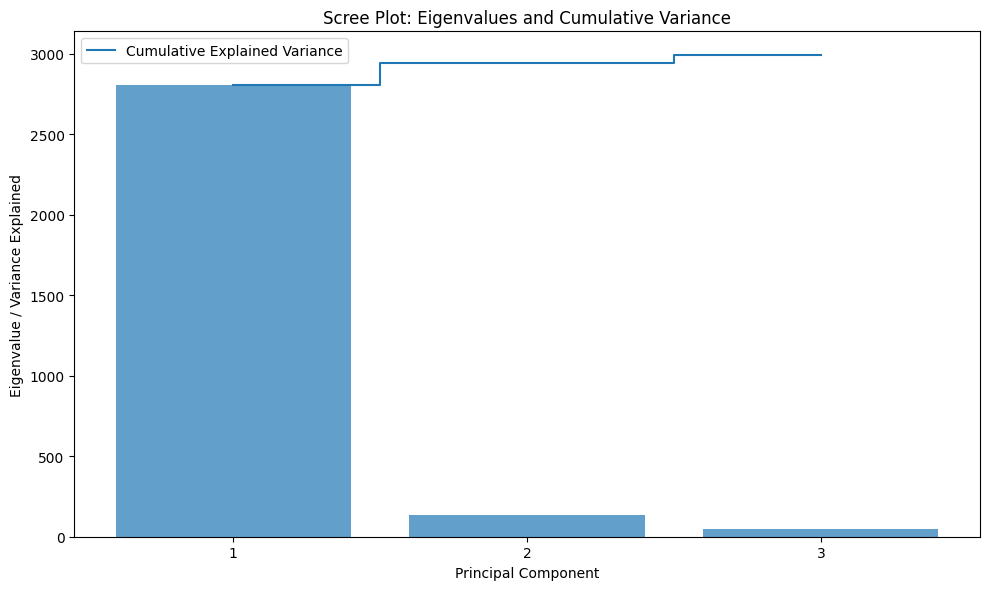 Scree Plot: Eigenvalues and Cumulative Variance
Cumulative Explained Variance
Eigenvalue / Variance Explained
3000
2500
2000
1500
1000
500
0
1 2 3
Principal Component